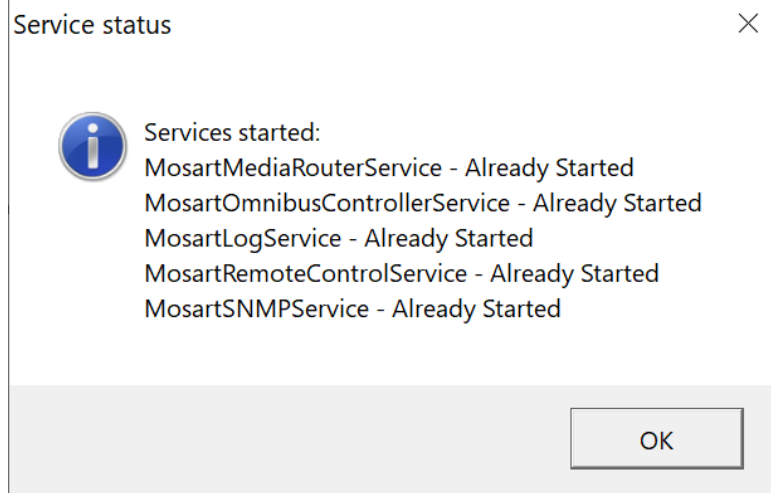 Service status
Services started:
MosartMediaRouterService - Already Started
MosartOmnibusControllerService - Already Started
MosartLogService - Already Started
MosartRemoteControlService - Already Started
MosartSNMPService - Already Started
OK